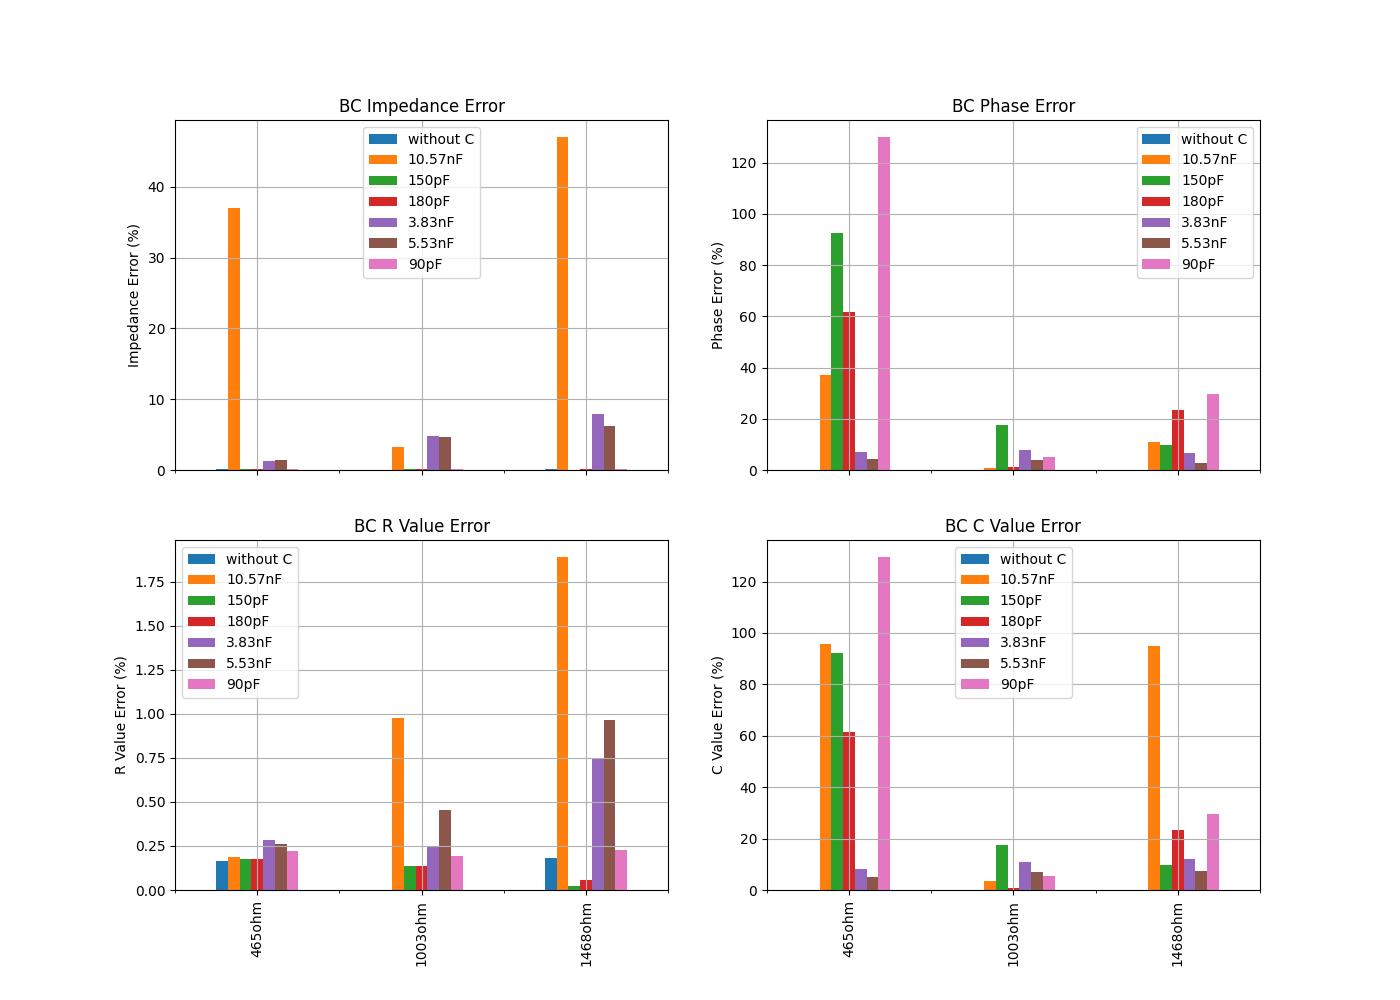 BC Impedance Error
Impedance Error (%)
40
30
20
10
0
without C
10.57nF
150pF
180pF
3.83nF
5.53nF
90pF
BC Phase Error
Phase Error (%)
120
100
80
60
40
20
0
without C
10.57nF
150pF
180pF
3.83nF
5.53nF
90pF
BC R Value Error
R Value Error (%)
1.75
1.50
1.25
1.00
0.75
0.50
0.25
0.00
without C
10.57nF
150pF
180pF
3.83nF
5.53nF
90pF
465ohm
1003ohm
1468ohm
BC C Value Error
C Value Error (%)
120
100
80
60
40
20
0
without C
10.57nF
150pF
180pF
3.83nF
5.53nF
90pF
465ohm
1003ohm
1468ohm